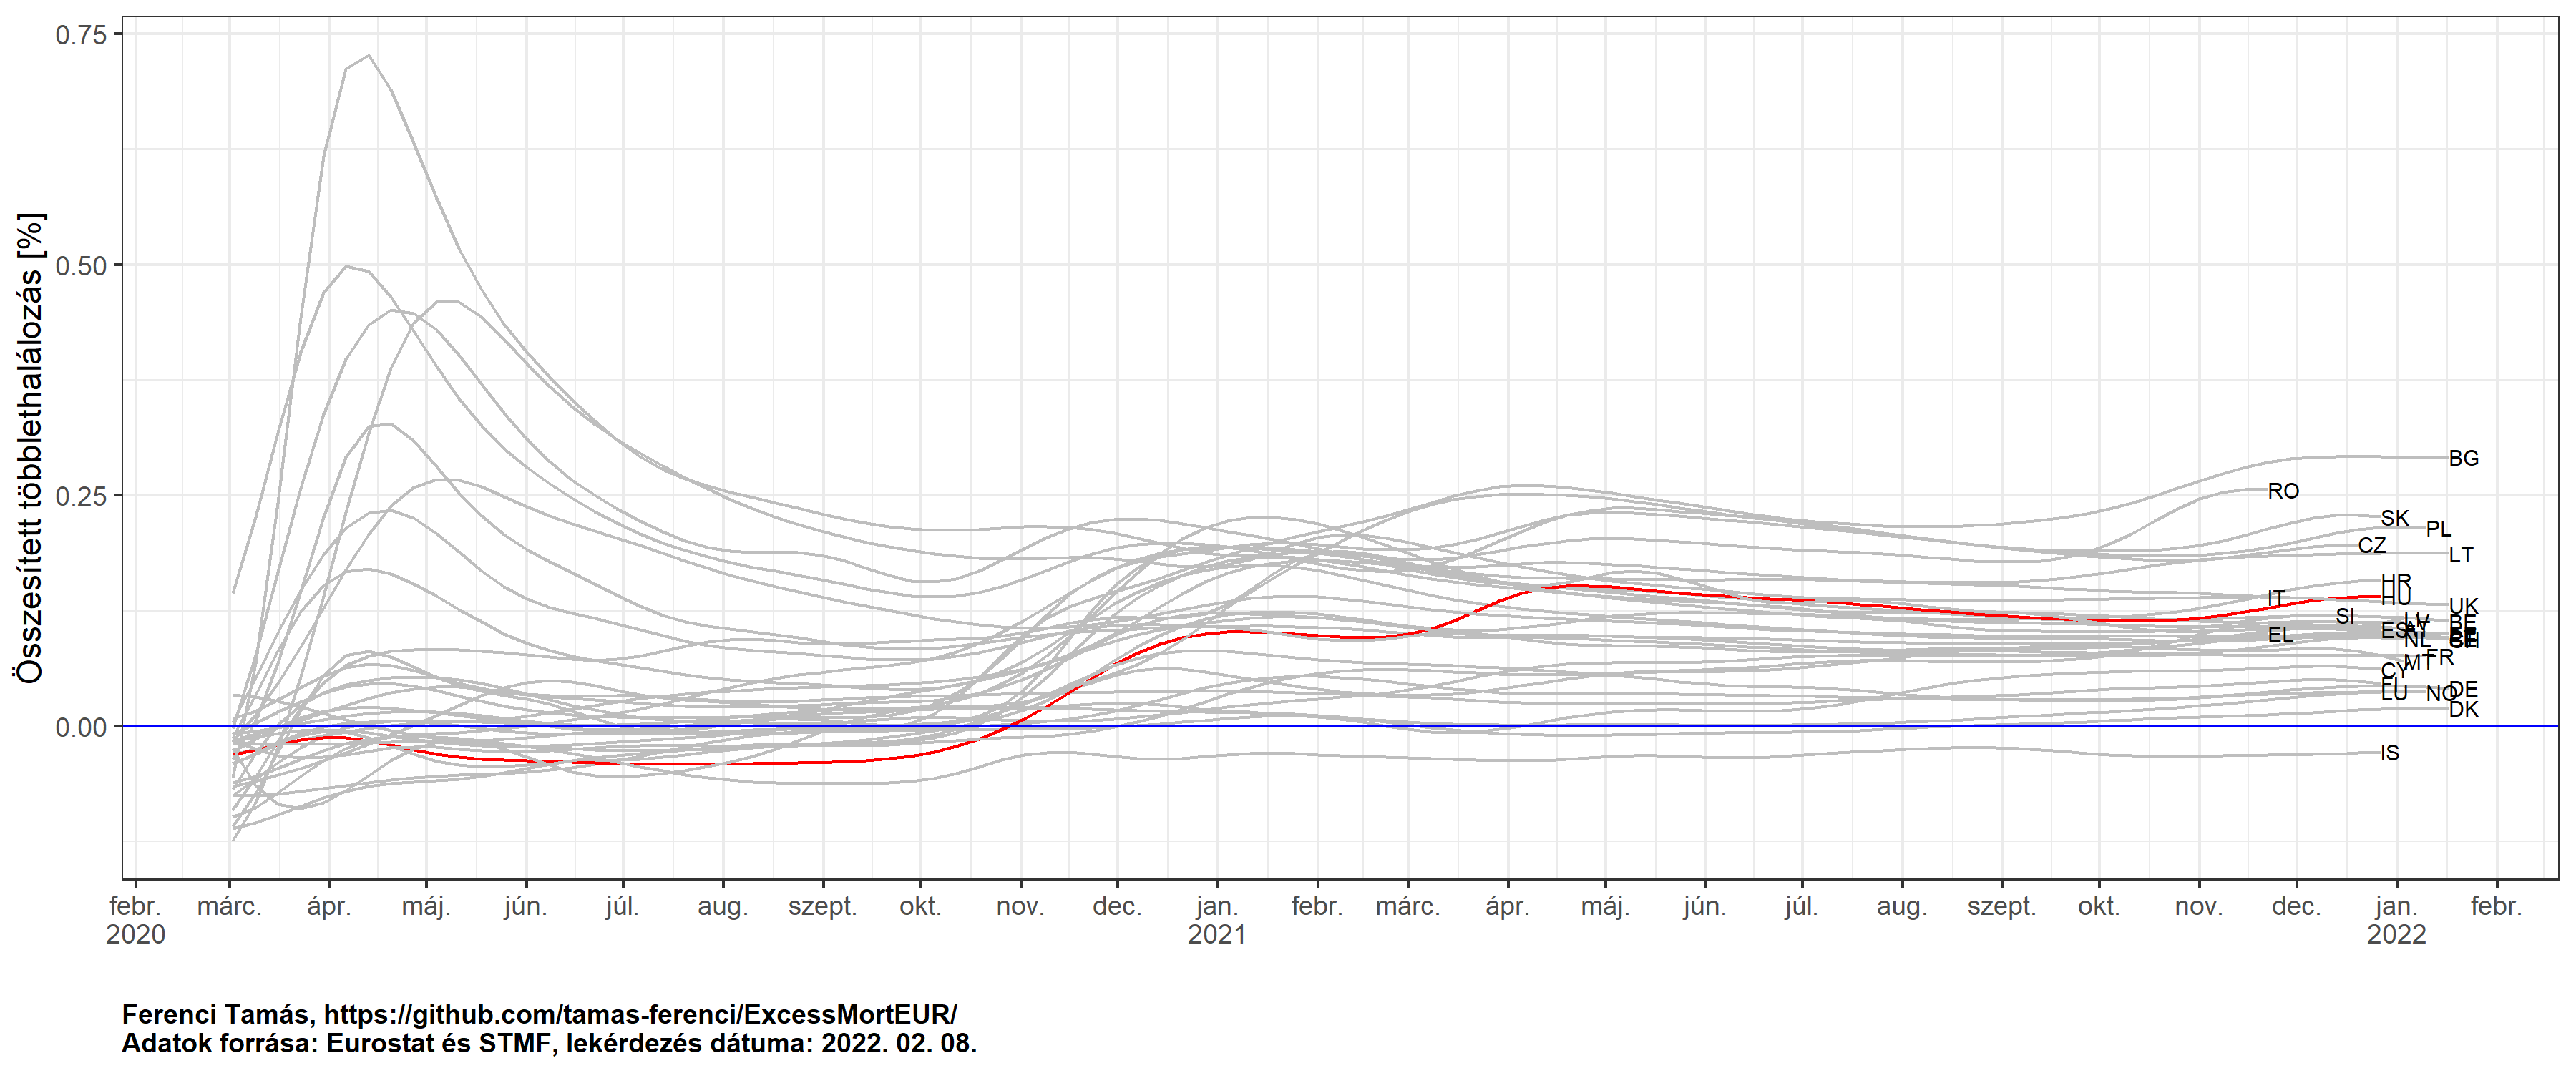 Összesített többlethalálozás [%]
0.75
0.50
0.25
0.00
BG
RO
SK
PL
CZ
LT
HR
HU
IT
UK
SI
LV
BE
ES
EL
NL
MT
FR
CY
LU
NO
DE
DK
IS
febr. márc. ápr. máj. jún. júl. aug. szept. okt. nov. dec. jan. febr. márc. ápr. máj. jún. júl. aug. szept. okt. nov. dec. jan. febr.
2020 2021 2022
Ferenci Tamás, https://github.com/tamas-ferenci/ExcessMortEUR/
Adatok forrása: Eurostat és STMF, lekérdezés dátuma: 2022. 02. 08.